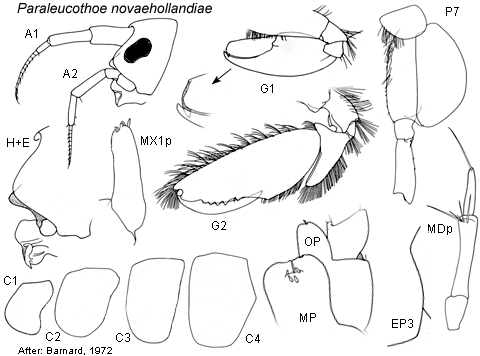 Paraleucothoe novaehollandiae
A1
P7
A2
G1
H+E
MX1p
G2
MDp
OP
C1
MP
EP3
C2
C3
C4
After: Barnard, 1972